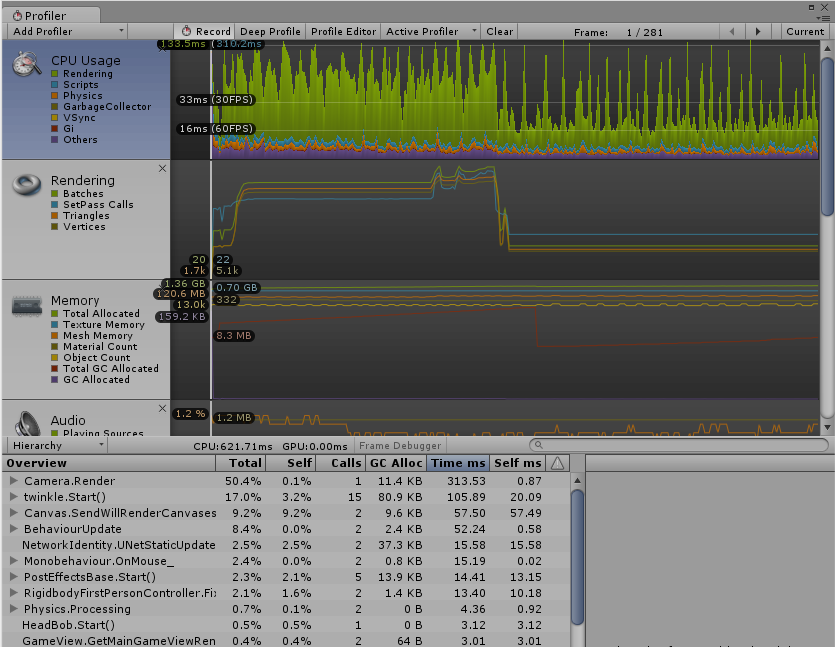 Profiler
Add Profiler Record Deep Profile Profile Editor Active Profiler Clear Frame: 1 / 281 Current
CPU Usage
Rendering
Scripts
Physics
GarbageCollector
VSync
Gi
Others
133.5ms (310.2ms
33ms (30FPS)
16ms (60FPS)
Rendering
Batches
SetPass Calls
Triangles
Vertices
20 22
1.7k 5.1k
Memory
Total Allocated
Texture Memory
Mesh Memory
Material Count
Object Count
Total GC Allocated
GC Allocated
1.36 GB 0.70 GB
120.6 MB
13.0k 332
159.2 KB
8.3 MB
Audio
Playing Sources
1.2 % 1.2 MB
Hierarchy CPU:621.71ms GPU:0.00ms Frame Debugger
Overview Total Self Calls GC Alloc Time ms Self ms
Camera.Render 50.4% 0.1% 1 11.4 KB 313.53 0.87
twinkle.Start() 17.0% 3.2% 15 80.9 KB 105.89 20.09
Canvas.SendWillRenderCanvases 9.2% 9.2% 2 9.6 KB 57.50 57.49
BehaviourUpdate 8.4% 0.0% 2 2.4 KB 52.24 0.58
NetworkIdentity.UNetStaticUpdate 2.5% 2.5% 2 37.3 KB 15.58 15.58
Monobehaviour.OnMouse_ 2.4% 0.0% 2 0.8 KB 15.19 0.02
PostEffectsBase.Start() 2.3% 2.1% 5 13.9 KB 14.41 13.15
RigidbodyFirstPersonController.Fi 2.1% 1.6% 2 1.4 KB 13.40 10.18
Physics.Processing 0.7% 0.1% 2 0 B 4.36 0.92
HeadBob.Start() 0.5% 0.5% 1 0 B 3.12 3.12
GameView.GetMainGameViewRen 0.4% 0.4% 2 64 B 3.01 3.01